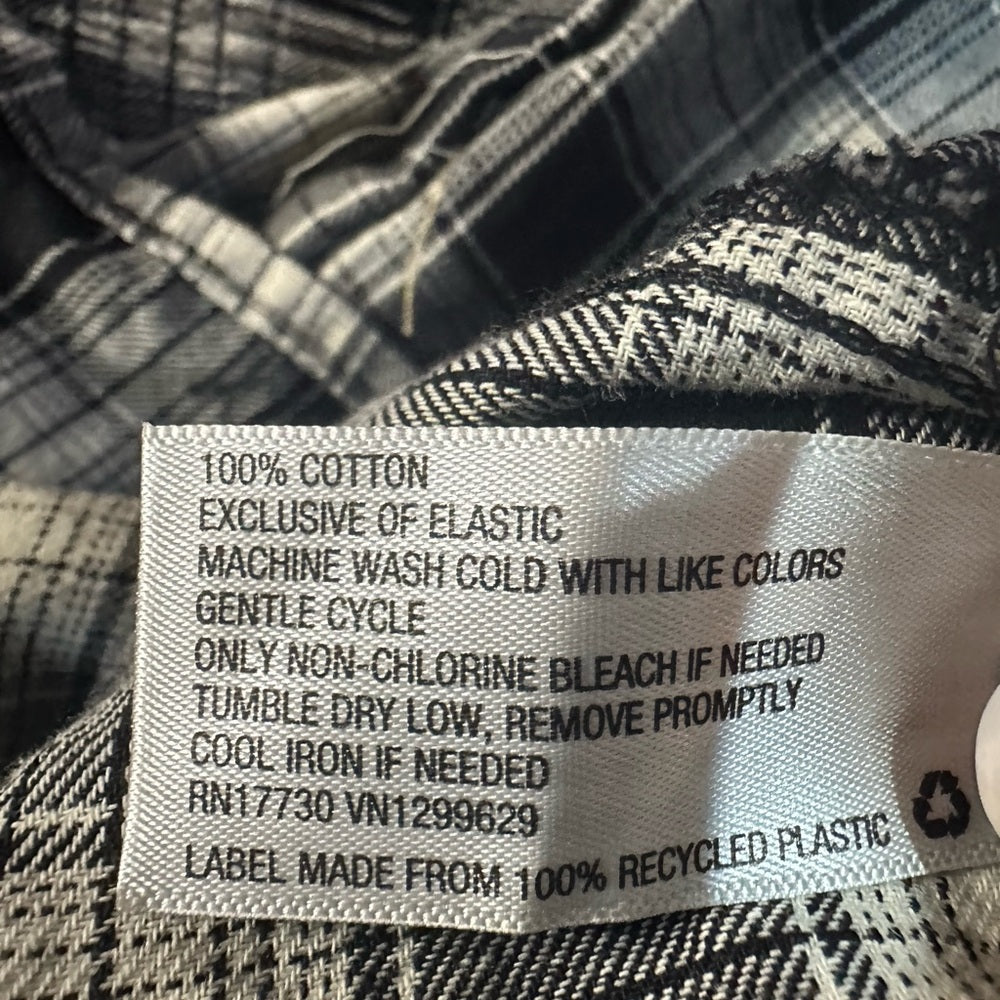 100% COTTON
EXCLUSIVE OF ELASTIC
MACHINE WASH COLD WITH LIKE COLORS
GENTLE CYCLE
ONLY NON-CHLORINE BLEACH IF NEEDED
TUMBLE DRY LOW, REMOVE PROMPTLY
COOL IRON IF NEEDED
RN17730 VN1299629
LABEL MADE FROM 100% RECYCLED PLASTIC